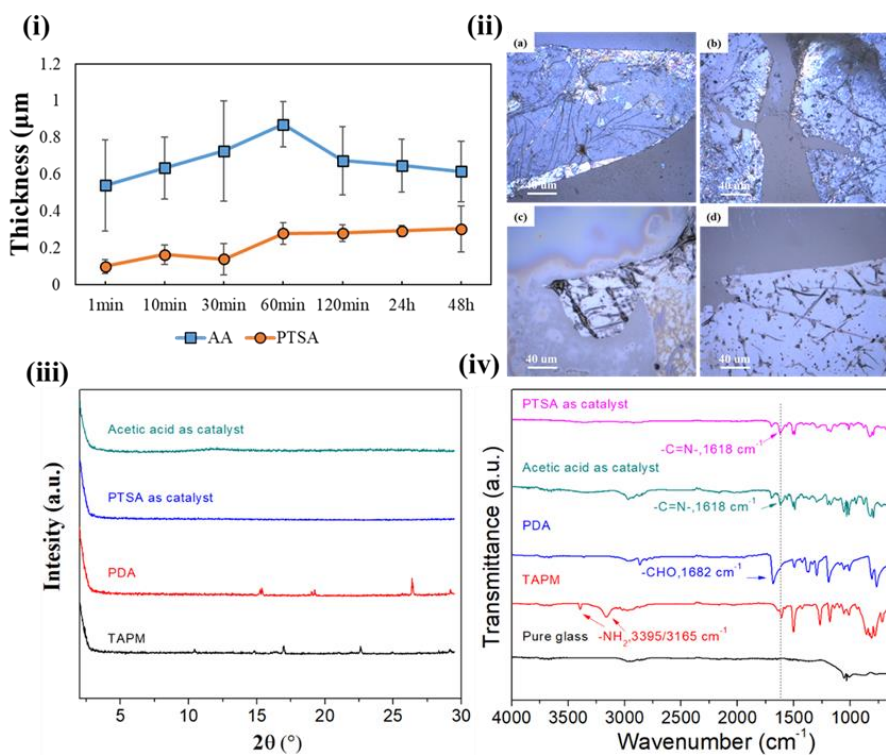 (i)
1.2
1
0.8
0.6
0.4
0.2
0
Thickness (μm
1min 10min 30min 60min 120min 24h 48h
AA PTSA
(ii)
(a)
40 um
(b)
40 um
(c)
40 um
(d)
40 um
(iii)
Intesity (a.u.)
Acetic acid as catalyst
PTSA as catalyst
PDA
TAPM
5 10 15 20 25 30
2θ (°)
(iv)
Transmittance (a.u.)
PTSA as catalyst
-C=N-,1618 cm⁻¹
Acetic acid as catalyst
-C=N-,1618 cm⁻¹
PDA
-CHO,1682 cm⁻¹
TAPM
-NH₂,3395/3165 cm⁻¹
Pure glass
4000 3500 3000 2500 2000 1500 1000
Wavenumber (cm⁻¹)